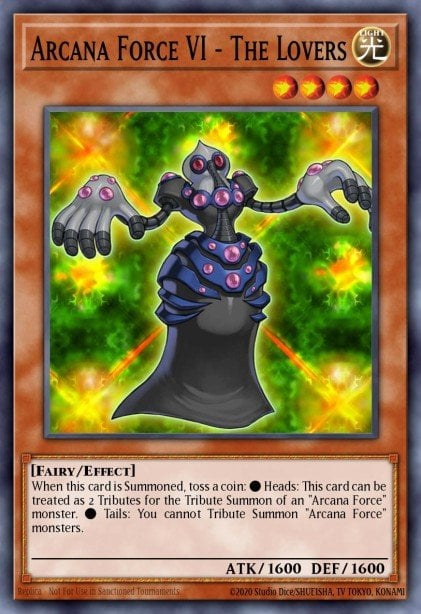 ARCANA FORCE VI - THE LOVERS
LIGHT
光
[FAIRY/EFFECT]
When this card is Summoned, toss a coin: ● Heads: This card can be
treated as 2 Tributes for the Tribute Summon of an "Arcana Force"
monster. ● Tails: You cannot Tribute Summon "Arcana Force"
monsters.
ATK/1600 DEF/1600
Replica - Not For Use in Sanctioned Tournaments.
©2020 Studio Dice/SHUEISHA, TV TOKYO, KONAMI